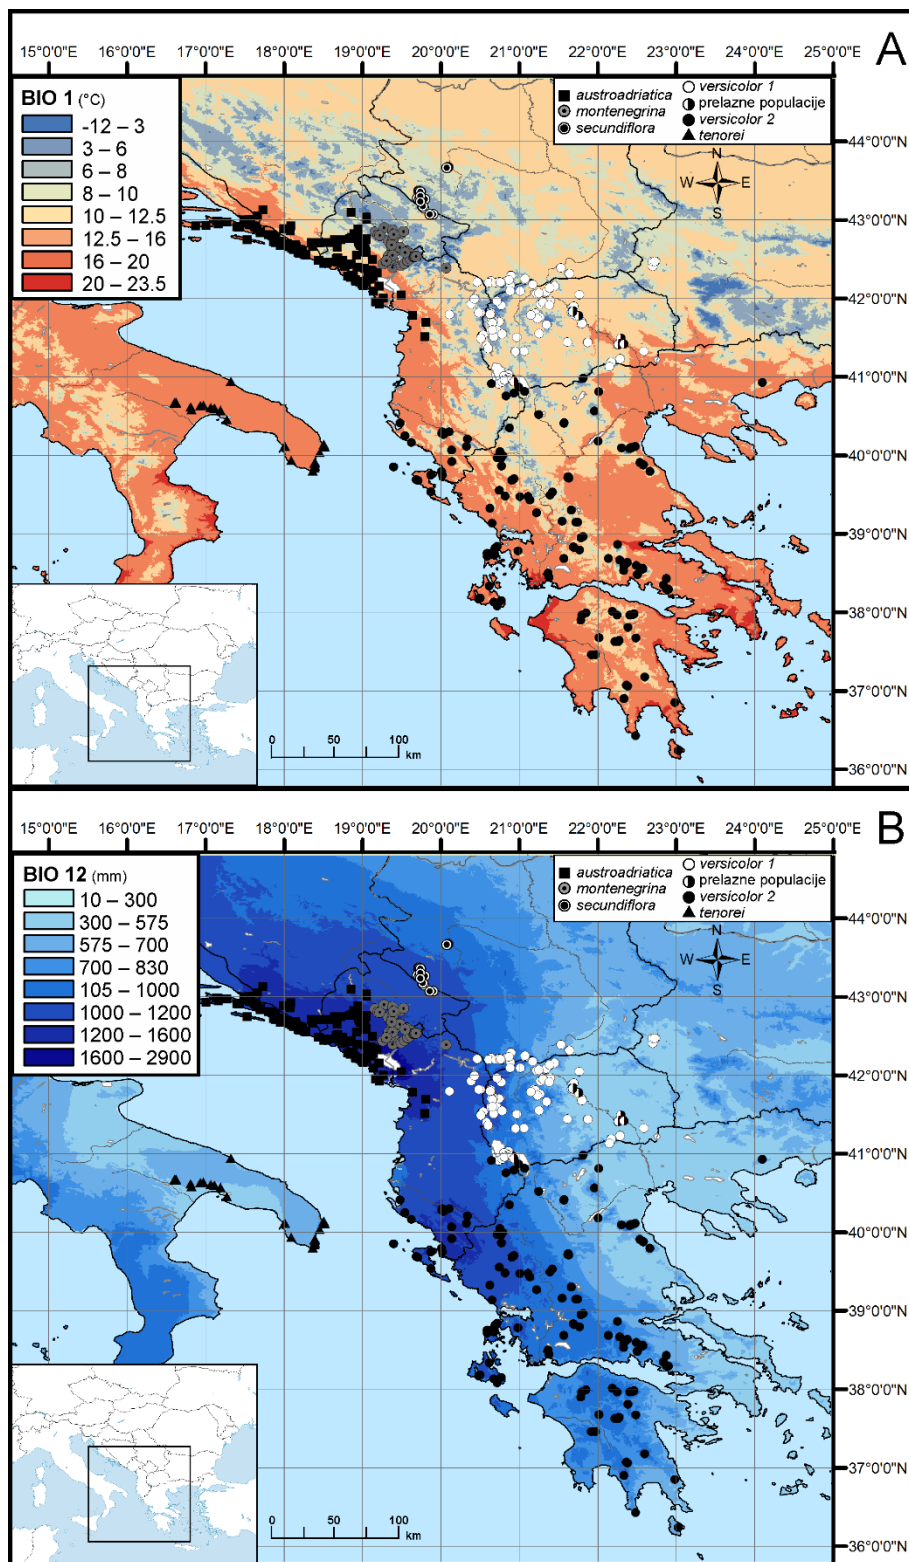 A
15°0'0"E 16°0'0"E 17°0'0"E 18°0'0"E 19°0'0"E 20°0'0"E 21°0'0"E 22°0'0"E 23°0'0"E 24°0'0"E 25°0'0"E
BIO 1 (°C)
-12 – 3
3 – 6
6 – 8
8 – 10
10 – 12.5
12.5 – 16
16 – 20
20 – 23.5
austroadriatica
montenegrina
secundiflora
versicolor 1
prelazne populacije
versicolor 2
tenorei
N
W E
S
44°0'0"N
43°0'0"N
42°0'0"N
41°0'0"N
40°0'0"N
39°0'0"N
38°0'0"N
37°0'0"N
36°0'0"N
0 50 100
km
B
15°0'0"E 16°0'0"E 17°0'0"E 18°0'0"E 19°0'0"E 20°0'0"E 21°0'0"E 22°0'0"E 23°0'0"E 24°0'0"E 25°0'0"E
BIO 12 (mm)
10 – 300
300 – 575
575 – 700
700 – 830
105 – 1000
1000 – 1200
1200 – 1600
1600 – 2900
austroadriatica
montenegrina
secundiflora
versicolor 1
prelazne populacije
versicolor 2
tenorei
N
W E
S
44°0'0"N
43°0'0"N
42°0'0"N
41°0'0"N
40°0'0"N
39°0'0"N
38°0'0"N
37°0'0"N
36°0'0"N
0 50 100
km